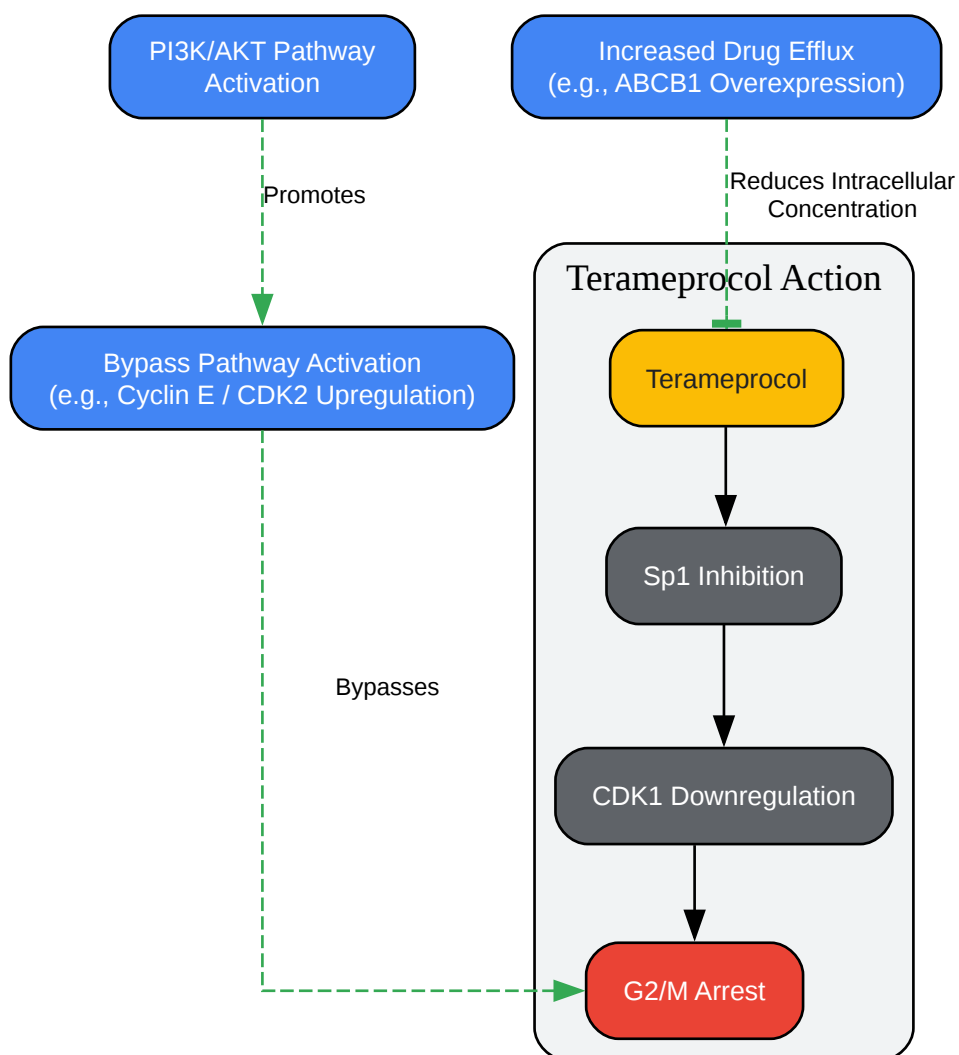 PI3K/AKT Pathway
Activation
Increased Drug Efflux
(e.g., ABCB1 Overexpression)
Promotes
Reduces Intracellular
Concentration
Terameprocol Action
Bypass Pathway Activation
(e.g., Cyclin E / CDK2 Upregulation)
Terameprocol
Sp1 Inhibition
Bypasses
CDK1 Downregulation
G2/M Arrest